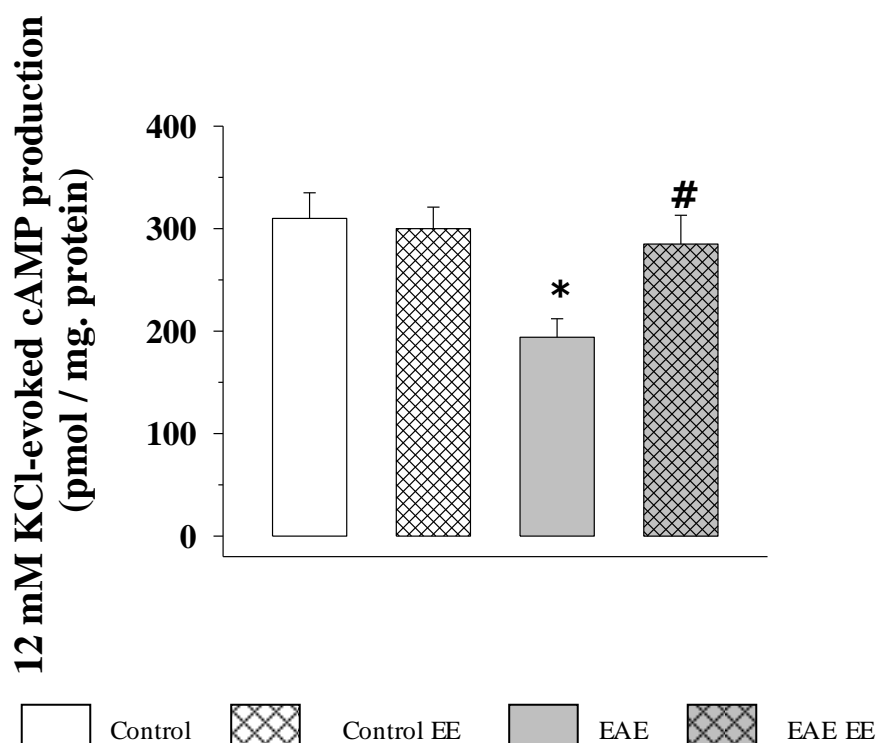 12 mM KCl-evoked cAMP production
(pmol / mg. protein)
400
300
200
100
0
*
#
Control
Control EE
EAE
EAE EE